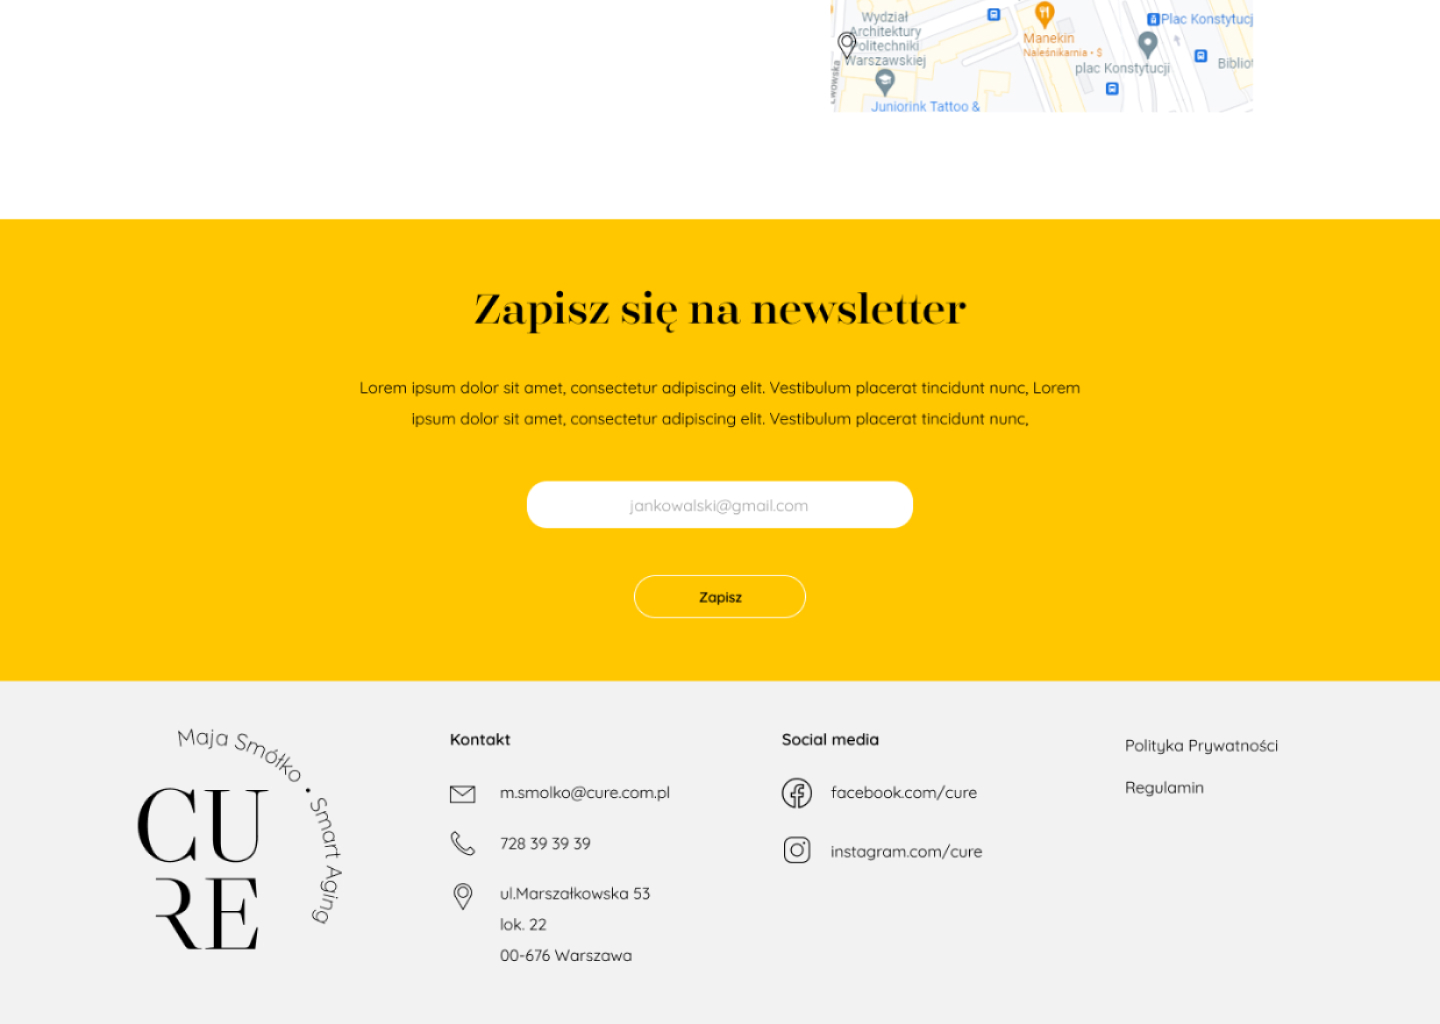 Wydział
Architektury
Politechniki
Warszawskiej
Lwowska
Juniorink Tattoo &
Manekin
Naleśnikarnia • $
Plac Konstytucj
plac Konstytucji
Bibliot
Zapisz się na newsletter
Lorem ipsum dolor sit amet, consectetur adipiscing elit. Vestibulum placerat tincidunt nunc, Lorem
ipsum dolor sit amet, consectetur adipiscing elit. Vestibulum placerat tincidunt nunc,
jankowalski@gmail.com
Zapisz
Maja Smółko • Smart Aging
CU
RE
Kontakt
m.smolko@cure.com.pl
728 39 39 39
ul.Marszałkowska 53
lok. 22
00-676 Warszawa
Social media
facebook.com/cure
instagram.com/cure
Polityka Prywatności
Regulamin